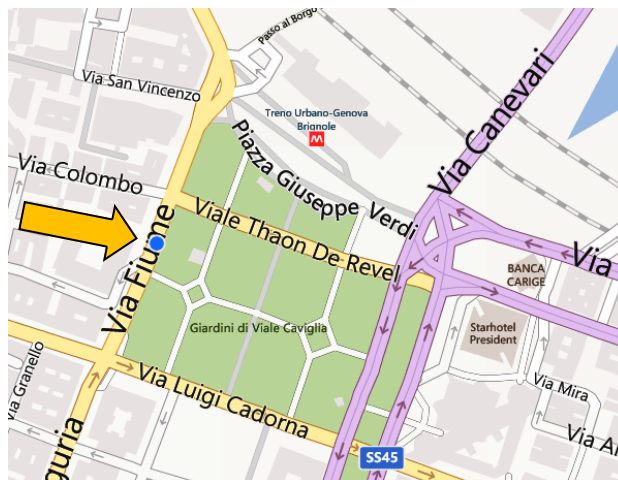 Passo al Borgo
Via San Vincenzo
Treno Urbano-Genova
Brignole
Via Canevari
Piazza Giuseppe Verdi
Via Colombo
Viale Thaon De Revel
Via Fiume
Via
BANCA
CARIGE
Giardini di Viale Caviglia
Starhotel
President
Via Granello
Via Luigi Cadorna
Via Mira
guria
SS45
Via Ar